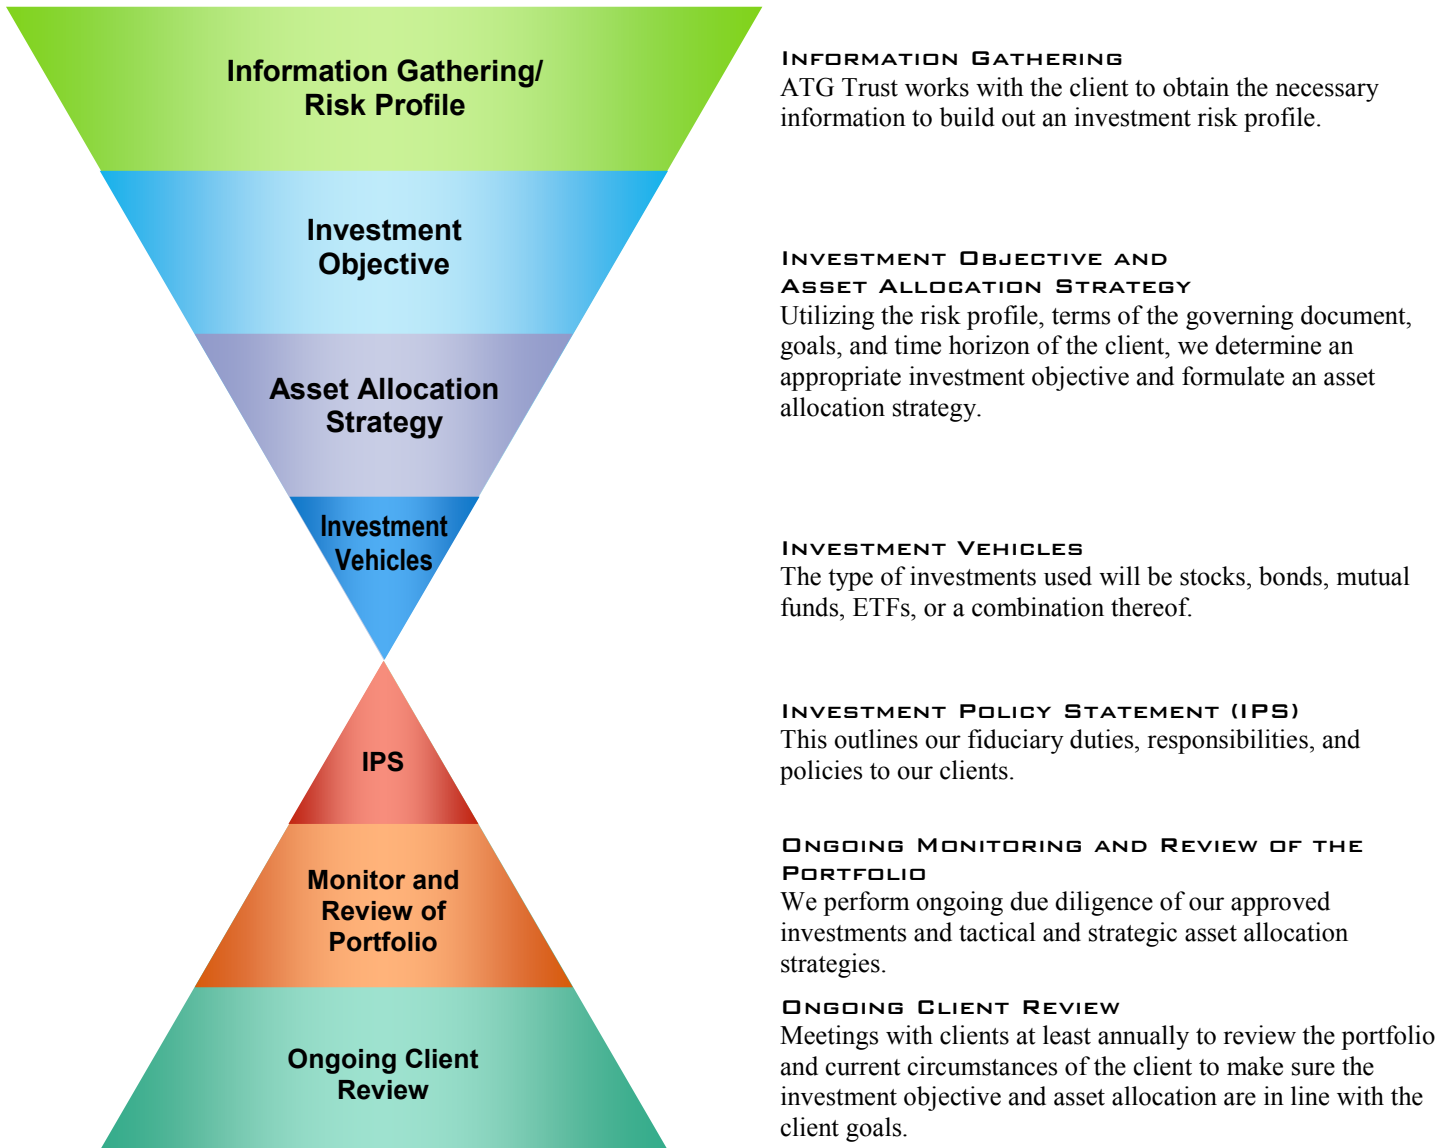 Information Gathering/
Risk Profile
INFORMATION GATHERING
ATG Trust works with the client to obtain the necessary
information to build out an investment risk profile.
Investment
Objective
INVESTMENT OBJECTIVE AND
ASSET ALLOCATION STRATEGY
Utilizing the risk profile, terms of the governing document,
goals, and time horizon of the client, we determine an
appropriate investment objective and formulate an asset
allocation strategy.
Asset Allocation
Strategy
Investment
Vehicles
INVESTMENT VEHICLES
The type of investments used will be stocks, bonds, mutual
funds, ETFs, or a combination thereof.
IPS
INVESTMENT POLICY STATEMENT (IPS)
This outlines our fiduciary duties, responsibilities, and
policies to our clients.
Monitor and
Review of
Portfolio
ONGOING MONITORING AND REVIEW OF THE
PORTFOLIO
We perform ongoing due diligence of our approved
investments and tactical and strategic asset allocation
strategies.
Ongoing Client
Review
ONGOING CLIENT REVIEW
Meetings with clients at least annually to review the portfolio
and current circumstances of the client to make sure the
investment objective and asset allocation are in line with the
client goals.